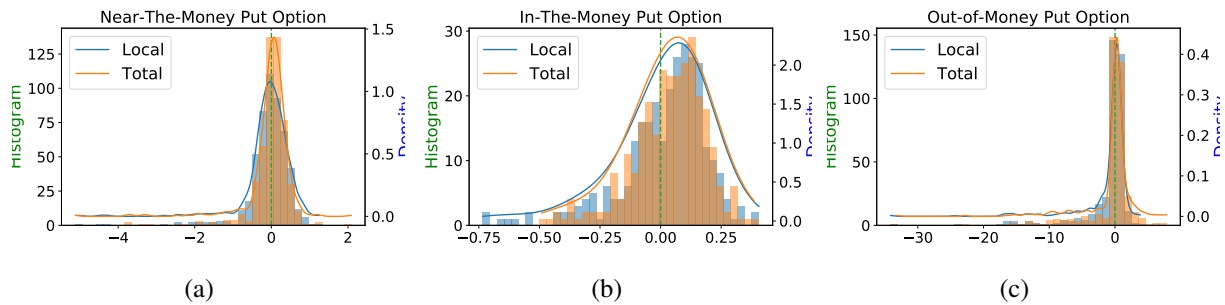 Near-The-Money Put Option
Histogram
125
100
75
50
25
0
Local
Total
1.5
1.0
0.5
0.0
Density
−4
−2
0
2
(a)
In-The-Money Put Option
Histogram
30
20
10
0
Local
Total
2.0
1.5
1.0
0.5
0.0
Density
−0.75
−0.50
−0.25
0.00
0.25
(b)
Out-of-Money Put Option
Histogram
150
100
50
0
Local
Total
0.4
0.3
0.2
0.1
0.0
Density
−30
−20
−10
0
(c)